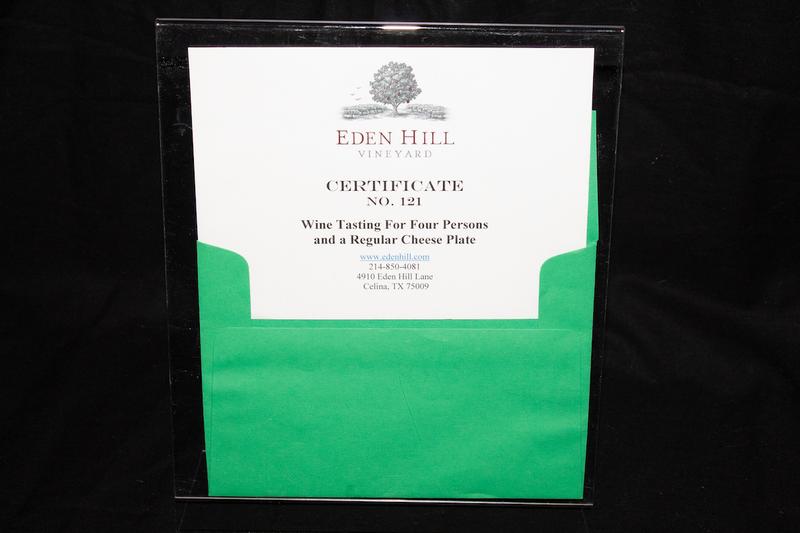 EDEN HILL
VINEYARD
CERTIFICATE
NO. 121
Wine Tasting For Four Persons
and a Regular Cheese Plate
www.edenhill.com
214-850-4081
4910 Eden Hill Lane
Celina, TX 75009